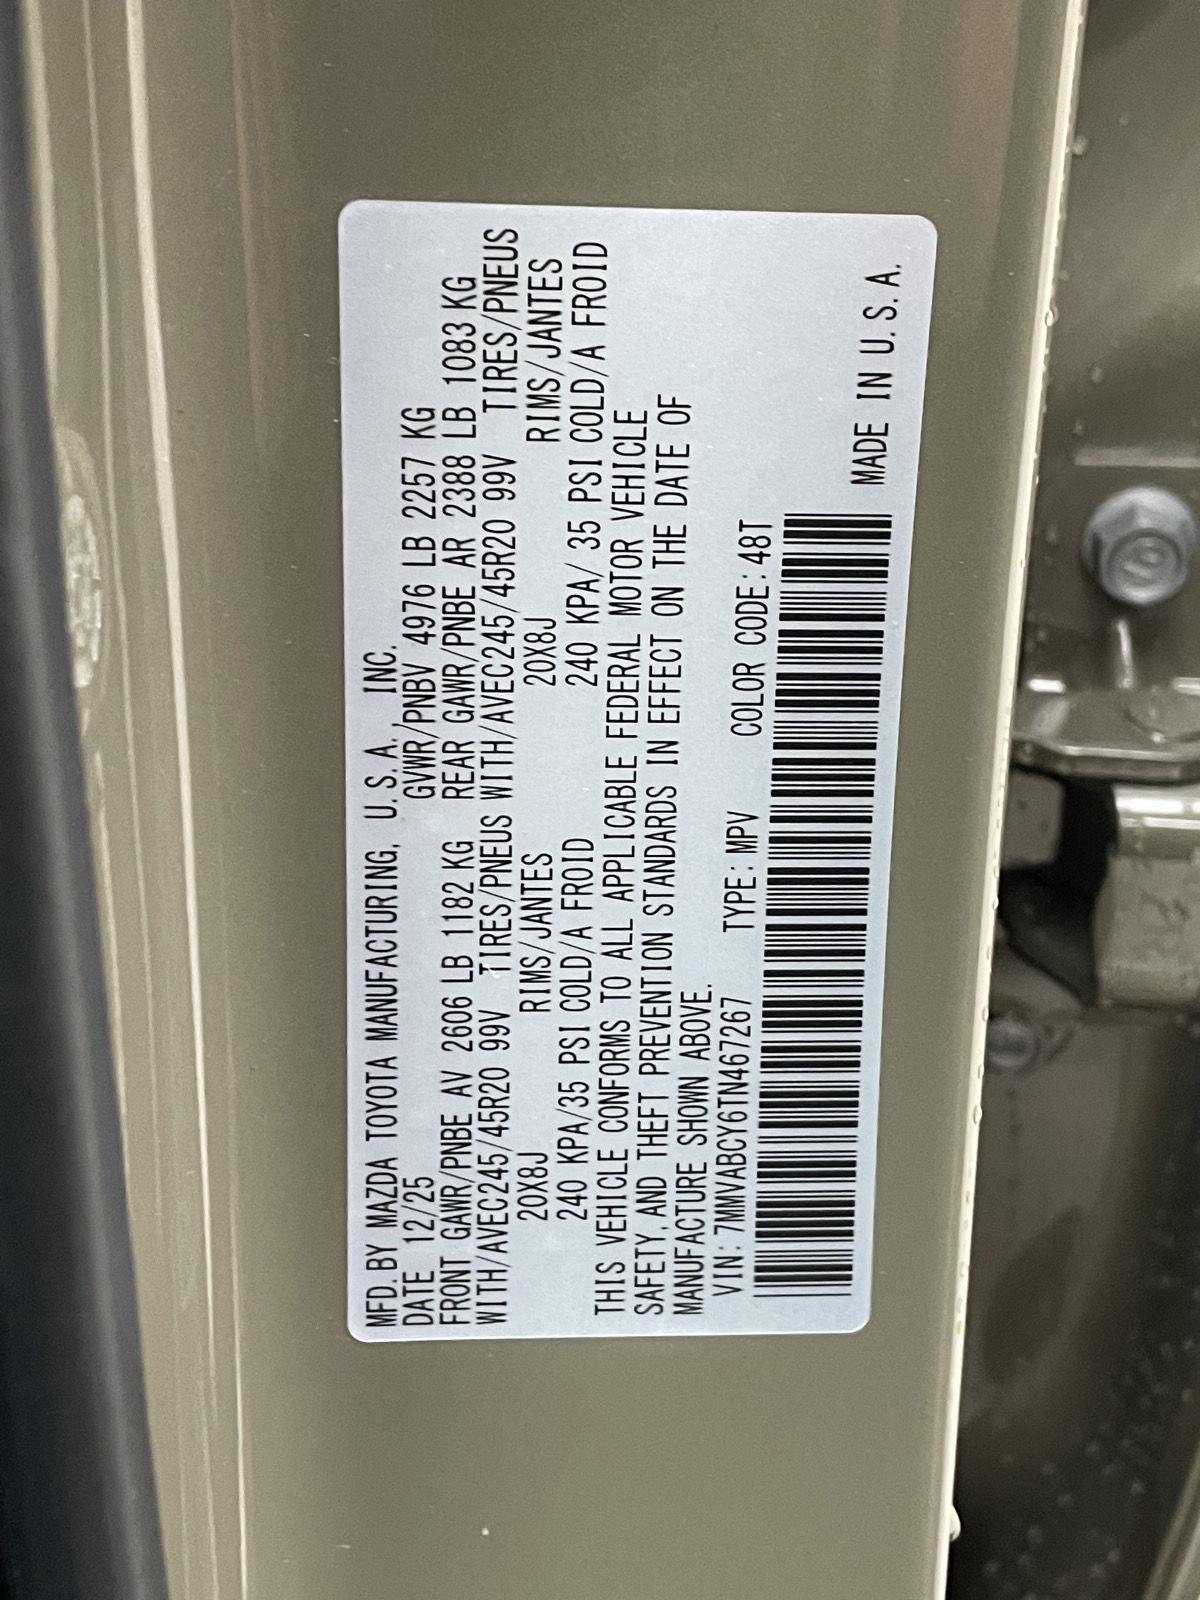 MFD. BY MAZDA TOYOTA MANUFACTURING, U.S.A., INC.
DATE 12/25 GVWR/PNBV 4976 LB 2257 KG
FRONT GAWR/PNBE AV 2606 LB 1182 KG REAR GAWR/PNBE AR 2388 LB 1083 KG
WITH/AVEC245/45R20 99V TIRES/PNEUS WITH/AVEC245/45R20 99V TIRES/PNEUS
20X8J RIMS/JANTES 20X8J RIMS/JANTES
240 KPA/35 PSI COLD/A FROID 240 KPA/ 35 PSI COLD/A FROID
THIS VEHICLE CONFORMS TO ALL APPLICABLE FEDERAL MOTOR VEHICLE
SAFETY, AND THEFT PREVENTION STANDARDS IN EFFECT ON THE DATE OF
MANUFACTURE SHOWN ABOVE.
VIN: 7MMVABCY6TN467267 TYPE: MPV COLOR CODE: 48T
MADE IN U.S.A.